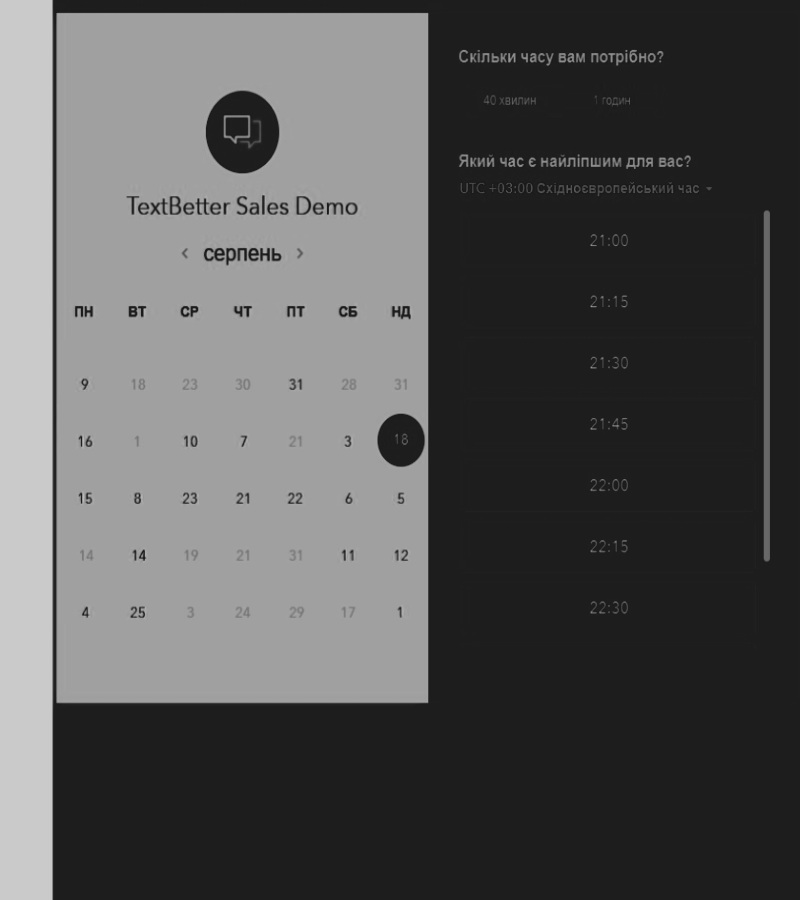 TextBetter Sales Demo
серпень
ПН ВТ СР ЧТ ПТ СБ НД
9 18 23 30 31 28 31
16 1 10 7 21 3 18
15 8 23 21 22 6 5
14 14 19 21 31 11 12
4 25 3 24 29 17 1
Скільки часу вам потрібно?
40 хвилин 1 годин
Який час є найліпшим для вас?
UTC +03:00 Східноєвропейський час
21:00
21:15
21:30
21:45
22:00
22:15
22:30